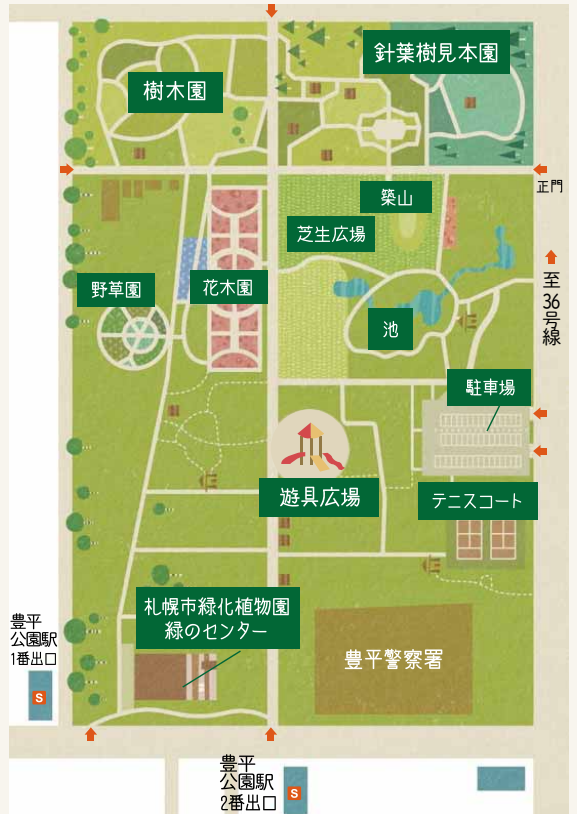 樹木園
針葉樹見本園
正門
築山
芝生広場
至36号線
野草園
花木園
池
駐車場
遊具広場
テニスコート
札幌市緑化植物園
緑のセンター
豊平
公園駅
1番出口
S
豊平警察署
豊平
公園駅
2番出口
S